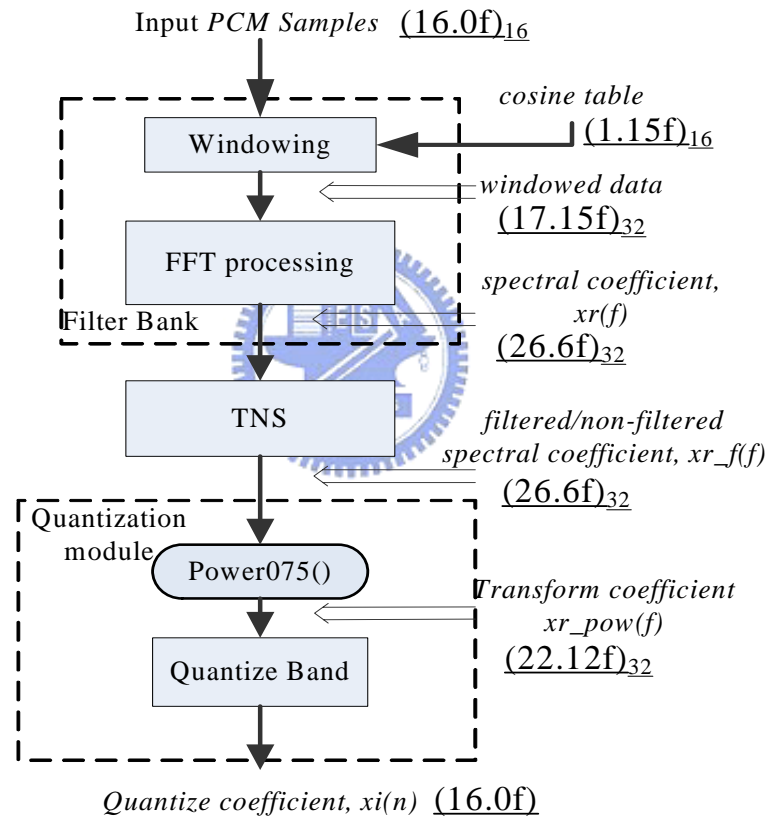 Input PCM Samples (16.0f)16
cosine table
(1.15f)16
Windowing
windowed data
(17.15f)32
FFT processing
spectral coefficient,
xr(f)
(26.6f)32
Filter Bank
TNS
filtered/non-filtered
spectral coefficient, xr_f(f)
(26.6f)32
Quantization
module
Power075()
Transform coefficient
xr_pow(f)
(22.12f)32
Quantize Band
Quantize coefficient, xi(n) (16.0f)